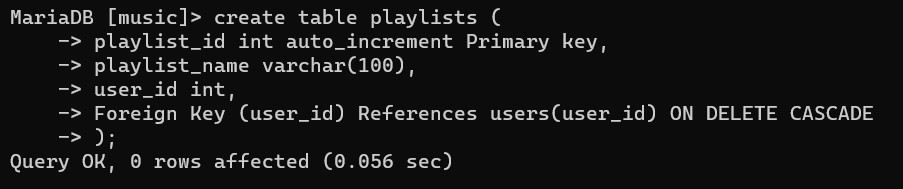 MariaDB [music]> create table playlists (
    -> playlist_id int auto_increment Primary key,
    -> playlist_name varchar(100),
    -> user_id int,
    -> Foreign Key (user_id) References users(user_id) ON DELETE CASCADE
    -> );
Query OK, 0 rows affected (0.056 sec)